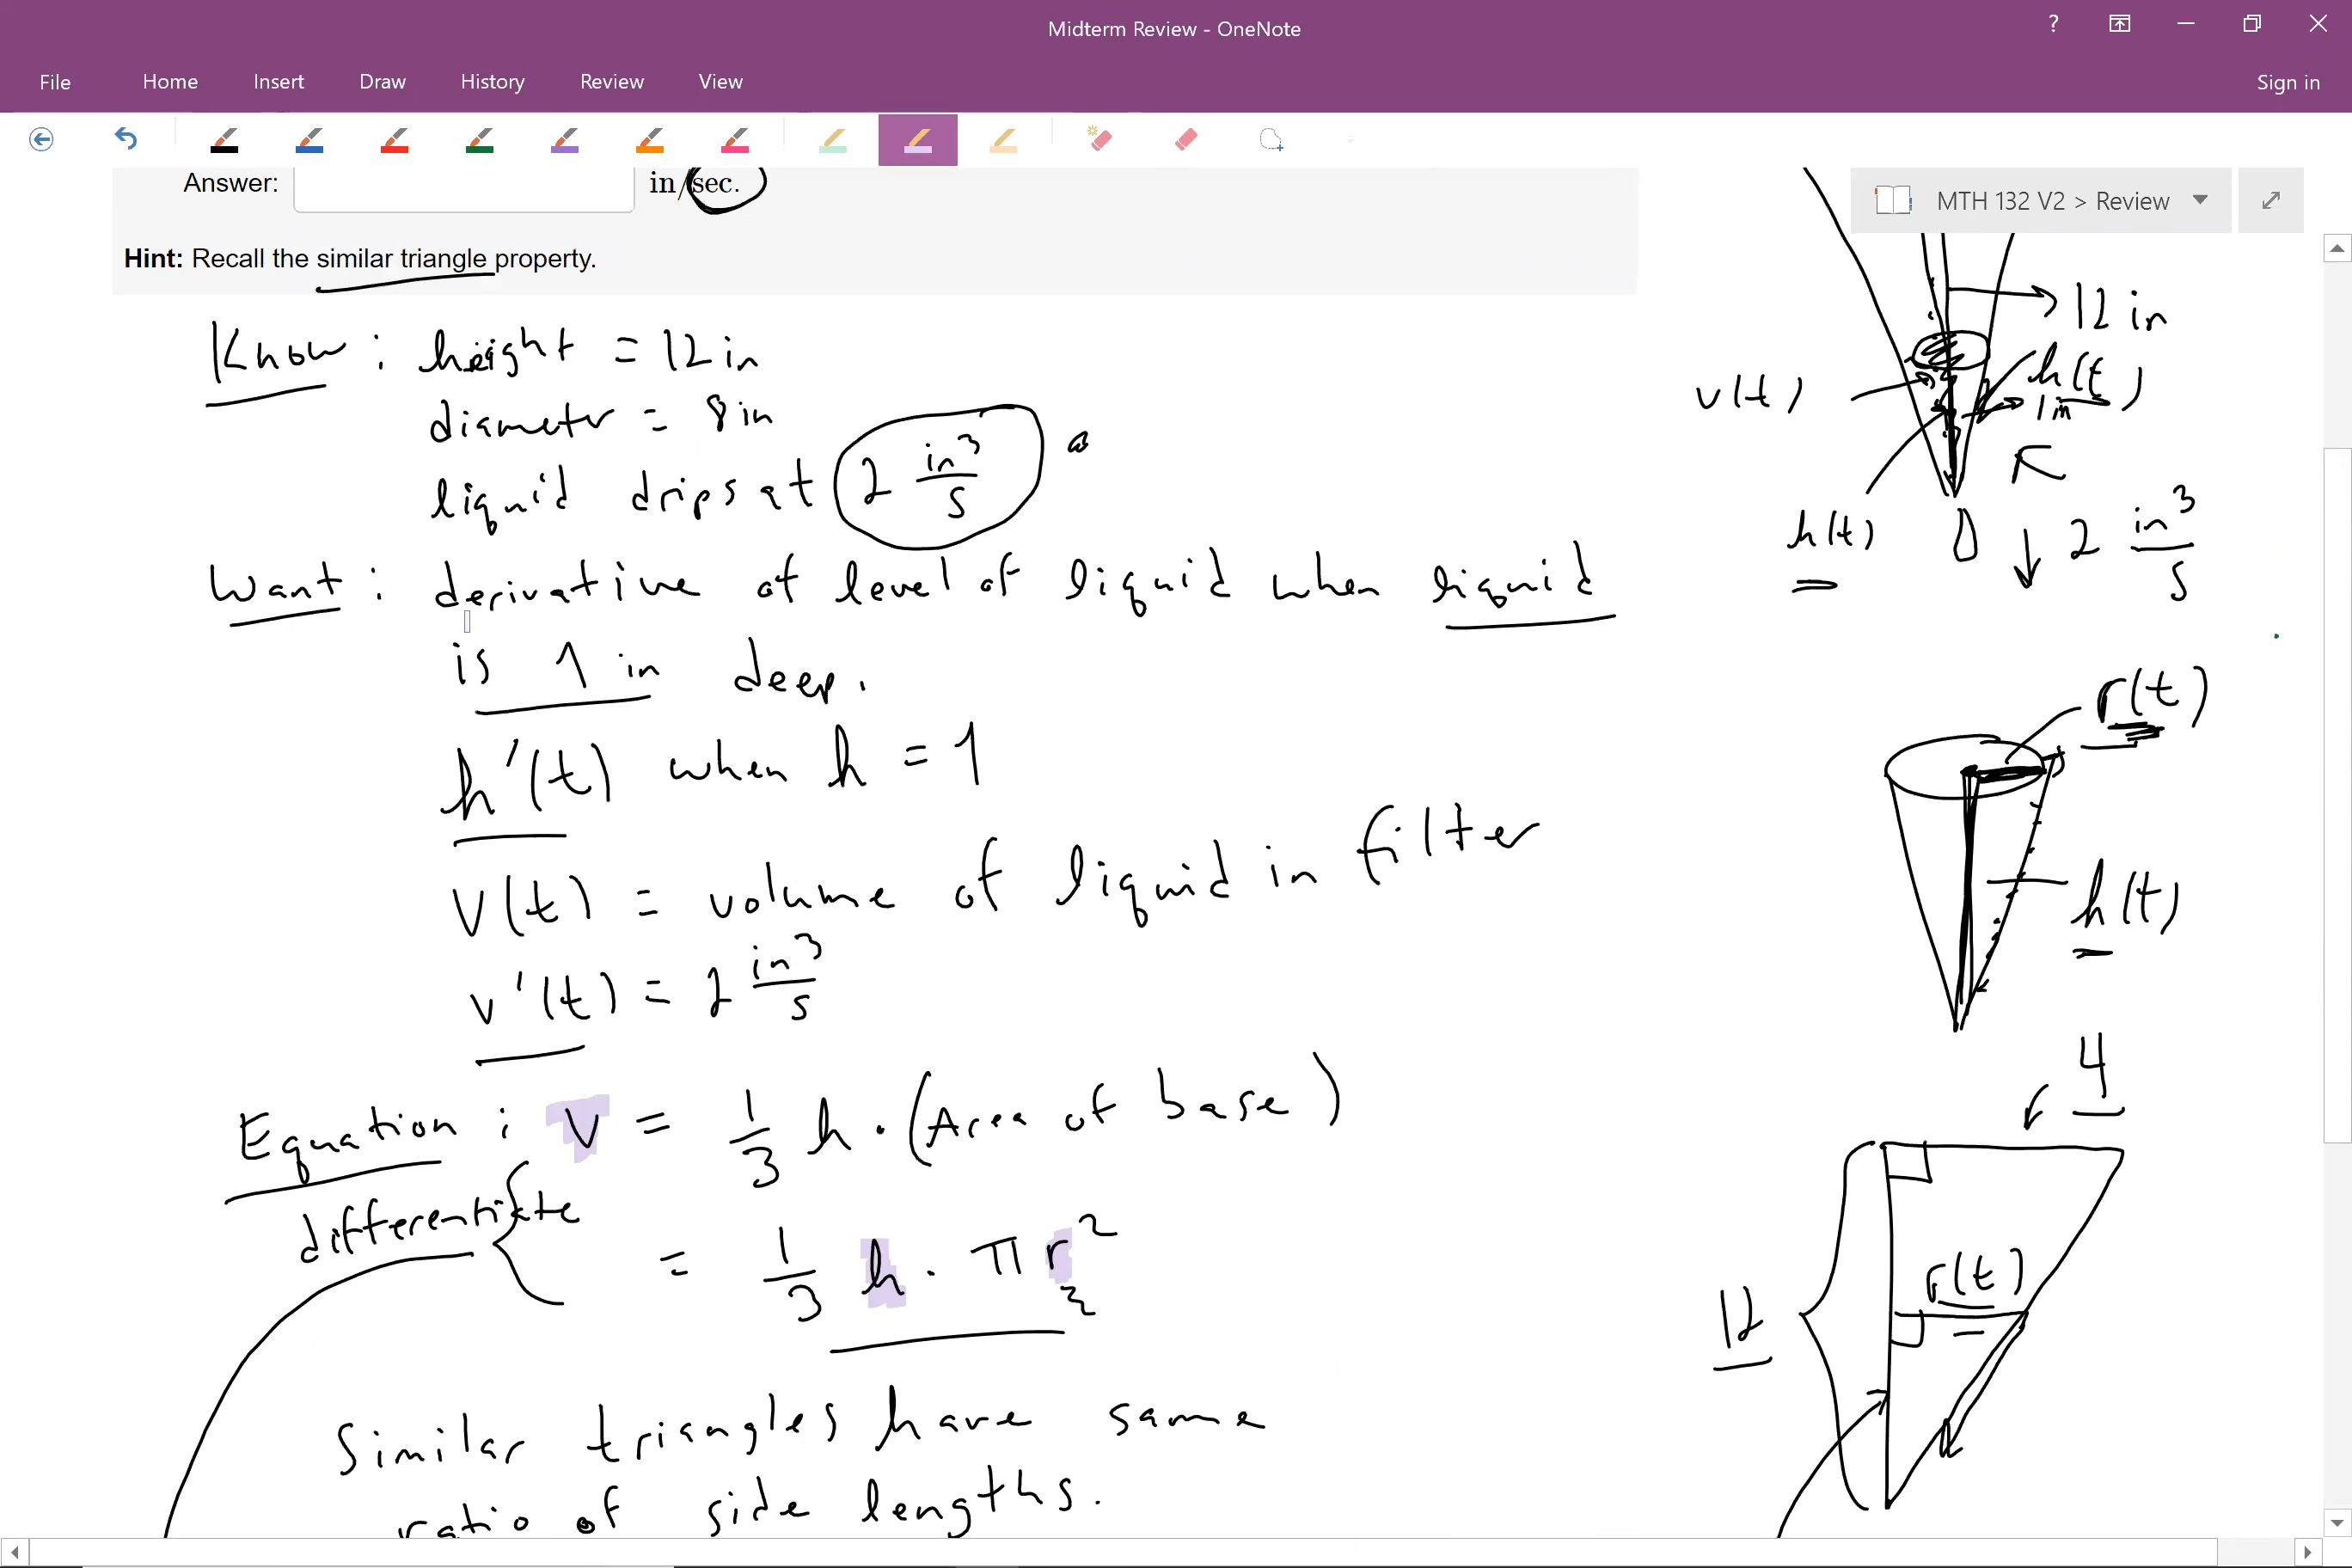 Midterm Review - OneNote
File Home Insert Draw History Review View Sign in
MTH 132 V2 > Review
Answer: in/sec.
Hint: Recall the similar triangle property.
Know: height = 12 in
diameter = 8 in
liquid drips at 2 in³/s
Want: derivative of level of liquid when liquid
is 1 in deep.
h'(t) when h = 1
V(t) = volume of liquid in filter
v'(t) = 2 in³/s
Equation: V = 1/3 h · (Area of base)
differentiate
= 1/3 h · π r²
Similar triangles have same
ratio of side lengths.
12 in
v(t)
h(t)
1in
h(t)
2 in³/s
r(t)
h(t)
4
r(t)
12